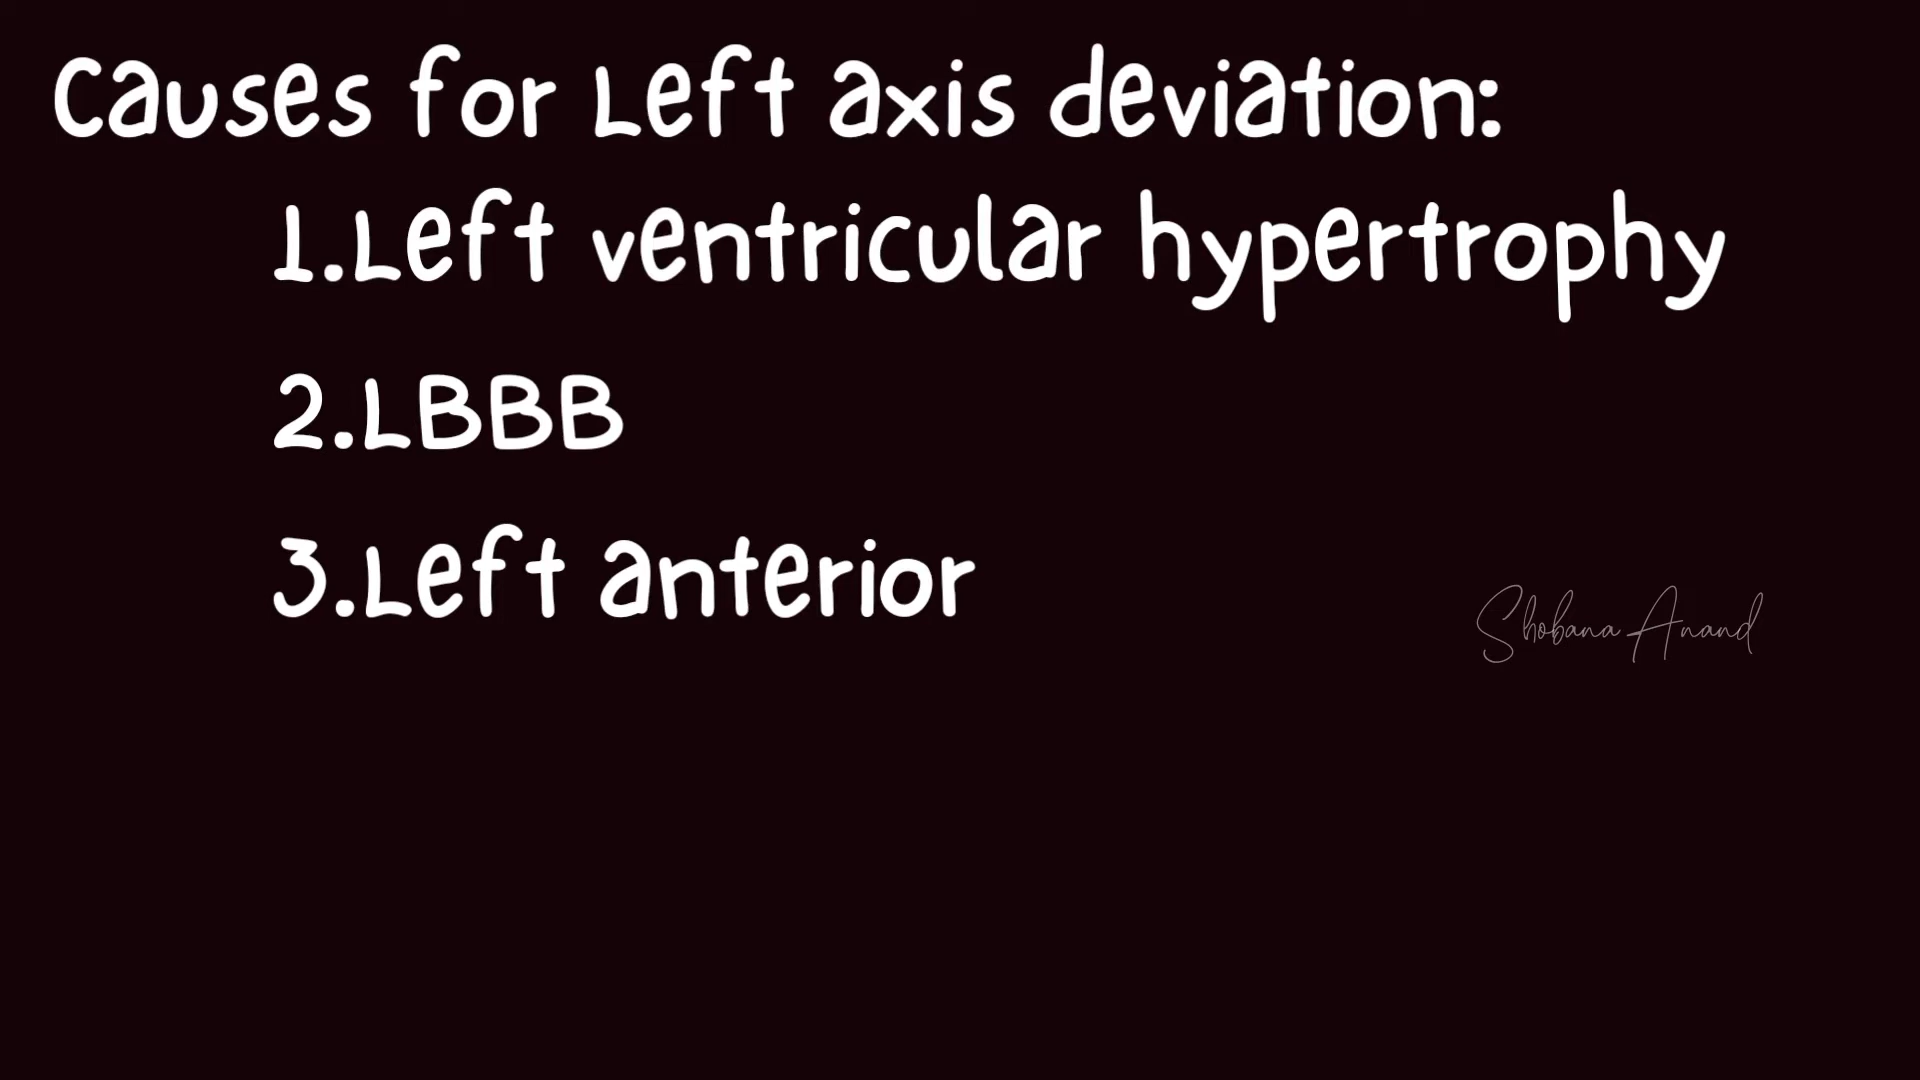 Causes for Left axis deviation:
1.Left ventricular hypertrophy
2.LBBB
3.Left anterior
Shobana Anand